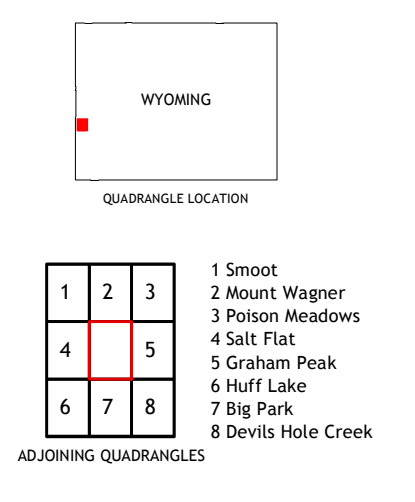 WYOMING
QUADRANGLE LOCATION
1 2 3
4 5
6 7 8
ADJOINING QUADRANGLES
1 Smoot
2 Mount Wagner
3 Poison Meadows
4 Salt Flat
5 Graham Peak
6 Huff Lake
7 Big Park
8 Devils Hole Creek